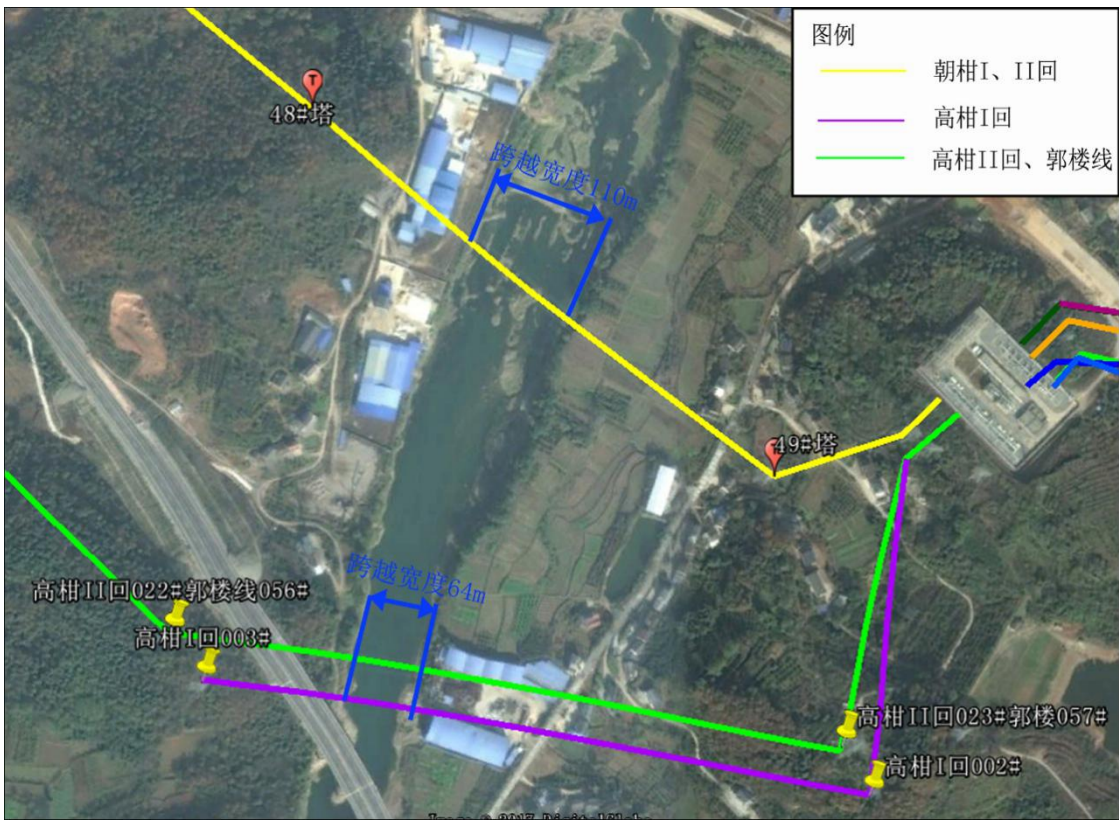 图例
朝柑I、II回
高柑I回
高柑II回、郭楼线
48#塔
跨越宽度110m
49#塔
跨越宽度64m
高柑II回022#郭楼线056#
高柑I回003#
高柑II回023#郭楼057#
高柑I回002#